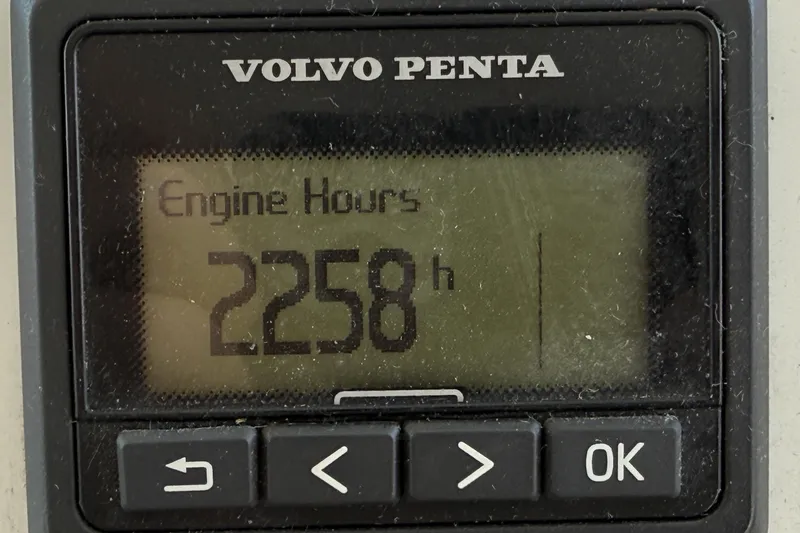 VOLVO PENTA
Engine Hours
2258 h
OK